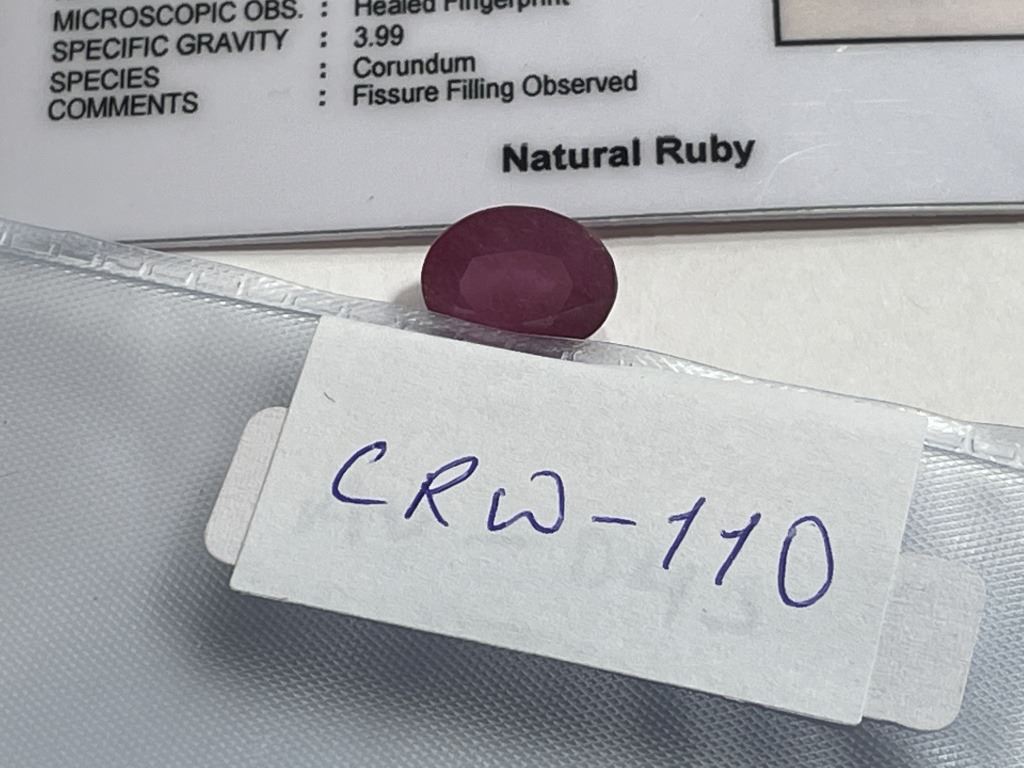 MICROSCOPIC OBS. : Healed Fingerprint
SPECIFIC GRAVITY : 3.99
SPECIES : Corundum
COMMENTS : Fissure Filling Observed
Natural Ruby
CRW-110